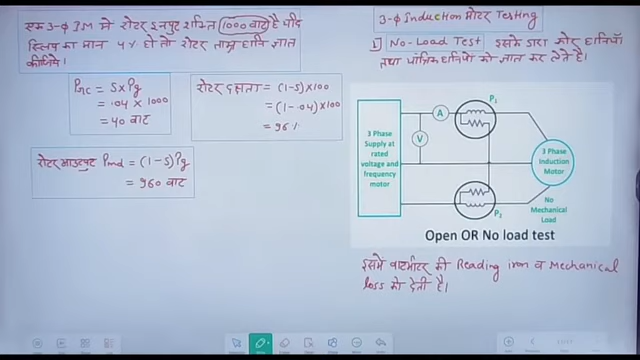 एक 3-ϕ IM मे रोटर इनपुट शक्ति 1000 वाट है यदि
स्लिप का मान 4% हो तो रोटर ताम्र हानि ज्ञात
कीजिये।
Prc = S×Pg
= .04 × 1000
= 40 वाट
रोटर दक्षता = (1-S)×100
= (1-.04)×100
= 96%
रोटर आउटपुट Pmd = (1-S)Pg
= 960 वाट
3-ϕ Induction मोटर Testing
1) No-Load Test इसके द्वारा कोर हानियाँ
तथा यांत्रिक हानियो को ज्ञात कर लेते है।
3 Phase
Supply at
rated
voltage and
frequency
motor
A
V
P1
P2
3 Phase
Induction
Motor
No
Mechanical
Load
Open OR No load test
इसमे वाटमीटर की Reading iron व Mechanical
loss को देती है।